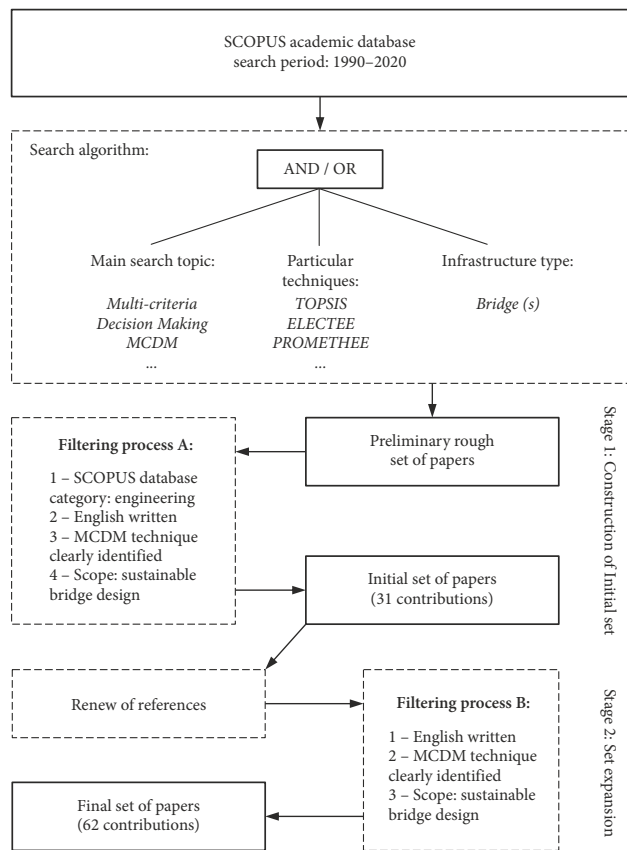 SCOPUS academic database
search period: 1990–2020
Search algorithm:
AND / OR
Main search topic:
Multi-criteria
Decision Making
MCDM
...
Particular
techniques:
TOPSIS
ELECTEE
PROMETHEE
...
Infrastructure type:
Bridge (s)
Stage 1: Construction of Initial
set
Preliminary rough
set of papers
Filtering process A:
1 – SCOPUS database
category: engineering
2 – English written
3 – MCDM technique
clearly identified
4 – Scope: sustainable
bridge design
Initial set of papers
(31 contributions)
Stage 2: Set expansion
Renew of references
Filtering process B:
1 – English written
2 – MCDM technique
clearly identified
3 – Scope: sustainable
bridge design
Final set of papers
(62 contributions)